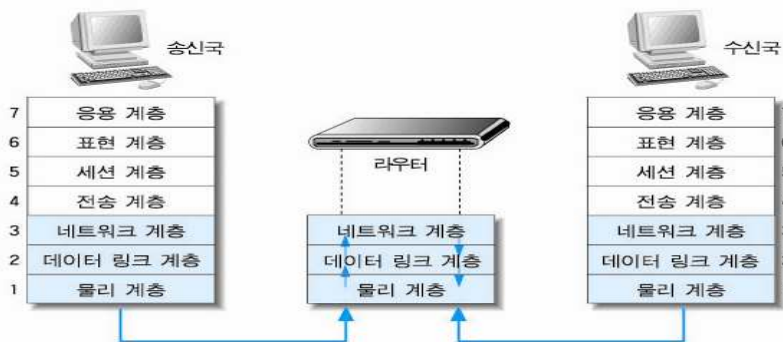 송신국
7 응용 계층
6 표현 계층
5 세션 계층
4 전송 계층
3 네트워크 계층
2 데이터 링크 계층
1 물리 계층
라우터
네트워크 계층
데이터 링크 계층
물리 계층
수신국
응용 계층
표현 계층
세션 계층
전송 계층
네트워크 계층
데이터 링크 계층
물리 계층